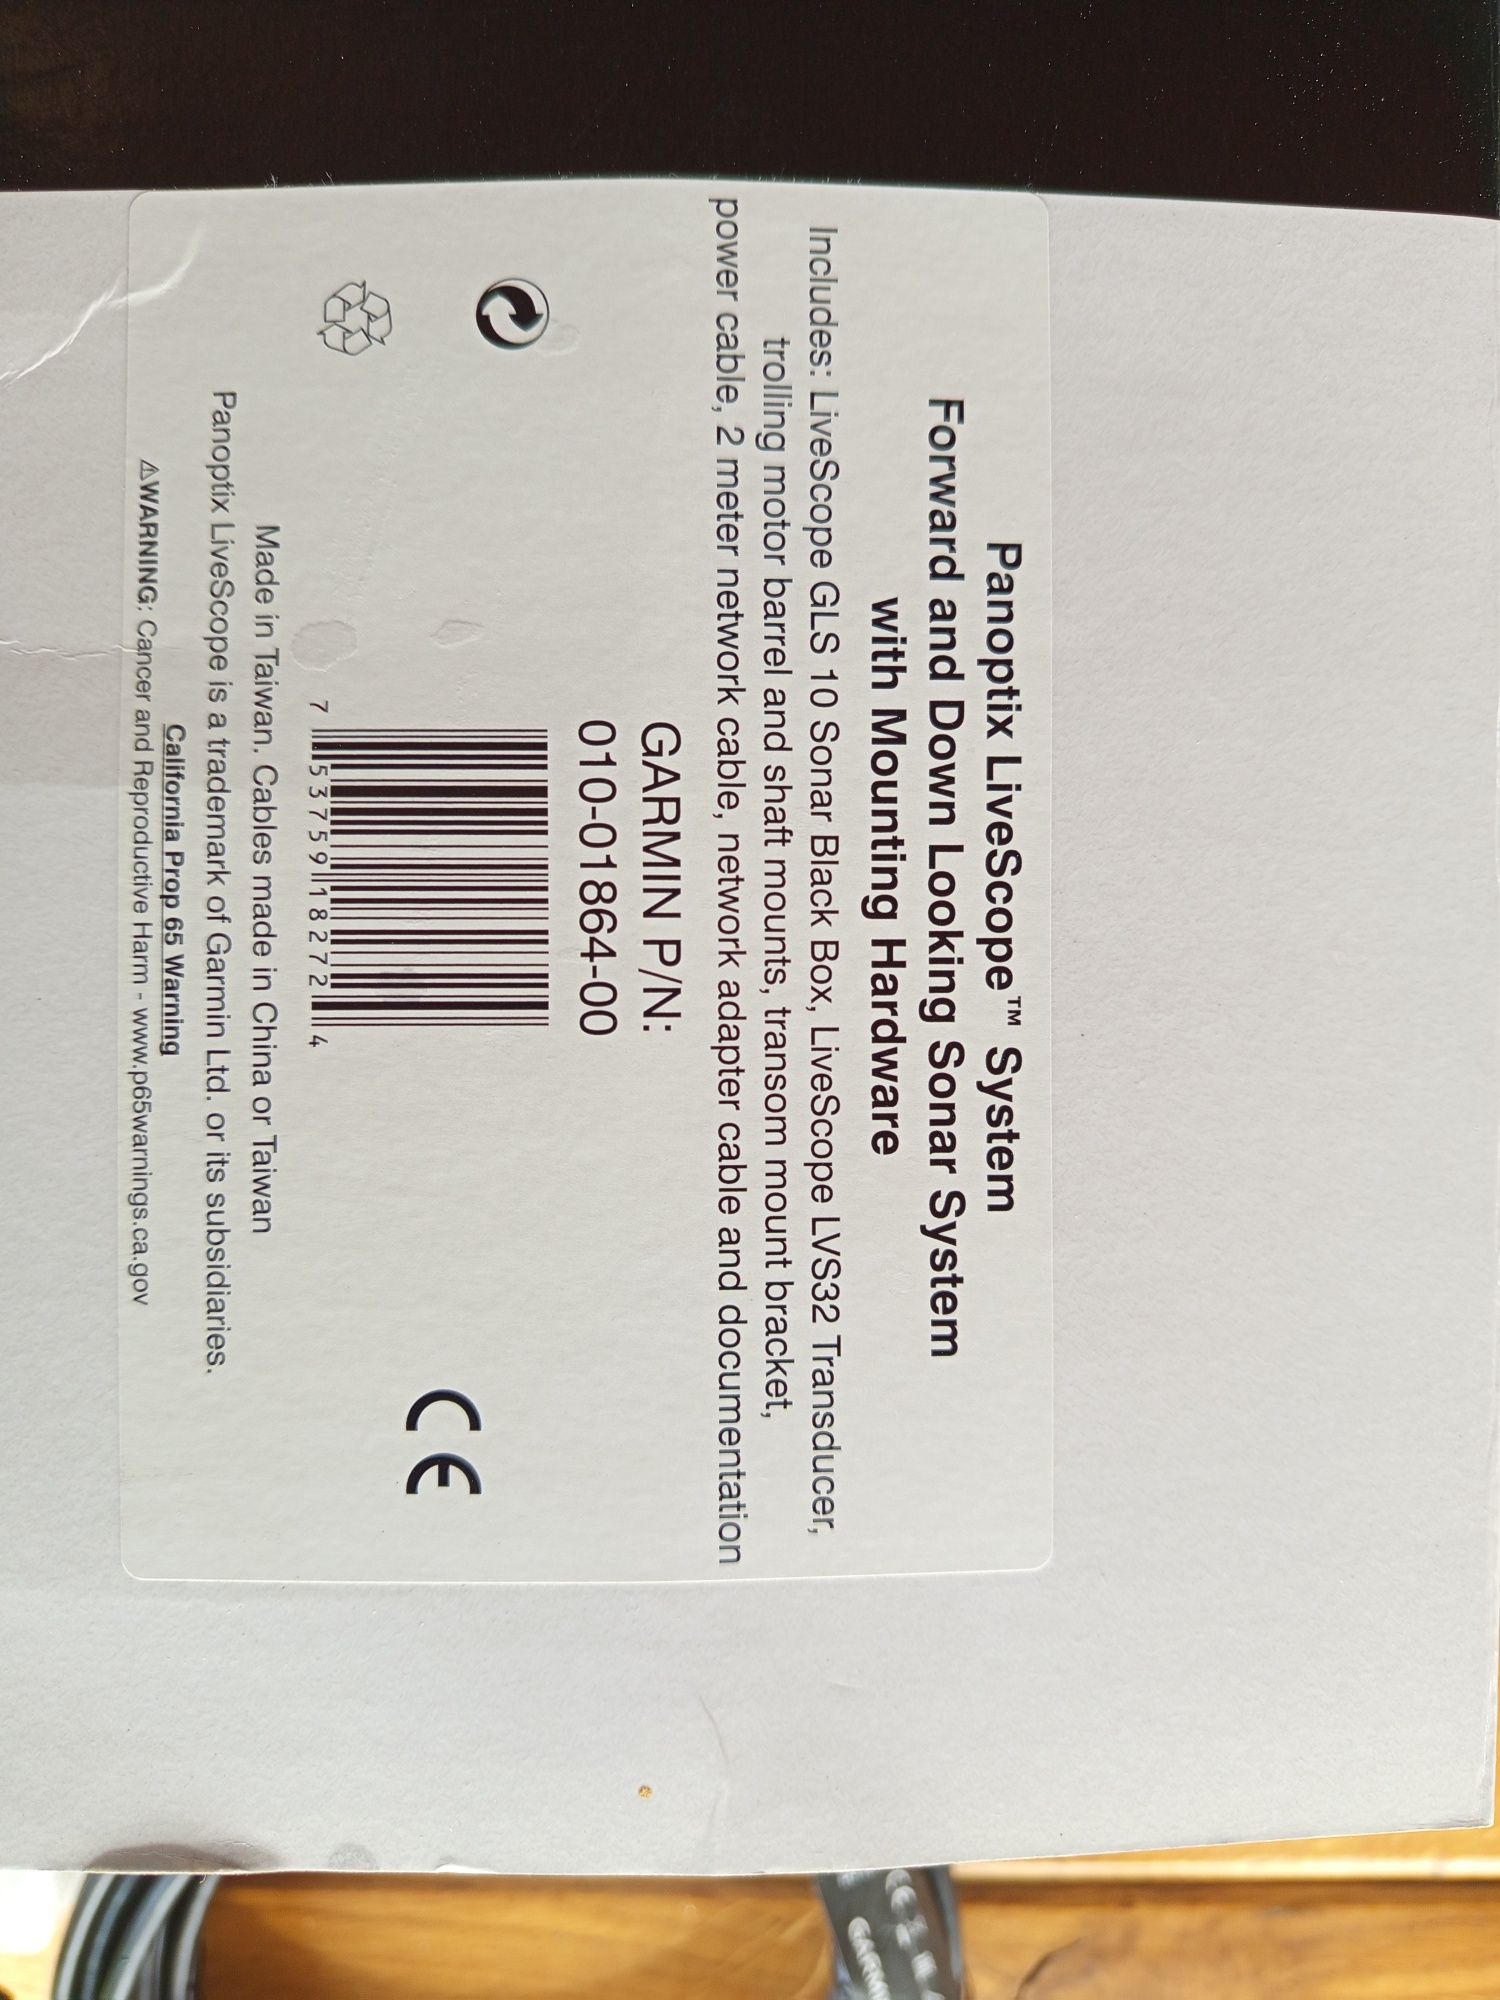 Panoptix LiveScope™ System
Forward and Down Looking Sonar System
with Mounting Hardware
Includes: LiveScope GLS 10 Sonar Black Box, LiveScope LVS32 Transducer,
trolling motor barrel and shaft mounts, transom mount bracket,
power cable, 2 meter network cable, network adapter cable and documentation
GARMIN P/N:
010-01864-00
7 53759 18272 4
CE
Made in Taiwan. Cables made in China or Taiwan
Panoptix LiveScope is a trademark of Garmin Ltd. or its subsidiaries.
California Prop 65 Warning
⚠WARNING: Cancer and Reproductive Harm - www.p65warnings.ca.gov